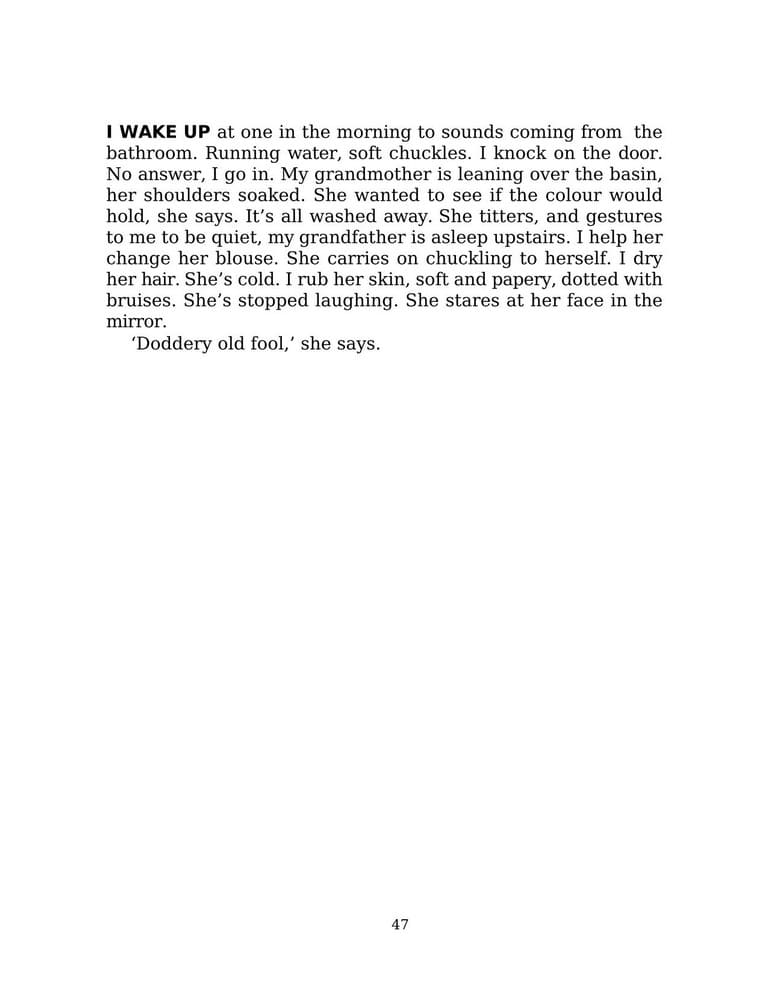 I WAKE UP at one in the morning to sounds coming from the
bathroom. Running water, soft chuckles. I knock on the door.
No answer, I go in. My grandmother is leaning over the basin,
her shoulders soaked. She wanted to see if the colour would
hold, she says. It’s all washed away. She titters, and gestures
to me to be quiet, my grandfather is asleep upstairs. I help her
change her blouse. She carries on chuckling to herself. I dry
her hair. She’s cold. I rub her skin, soft and papery, dotted with
bruises. She’s stopped laughing. She stares at her face in the
mirror.
‘Doddery old fool,’ she says.
47